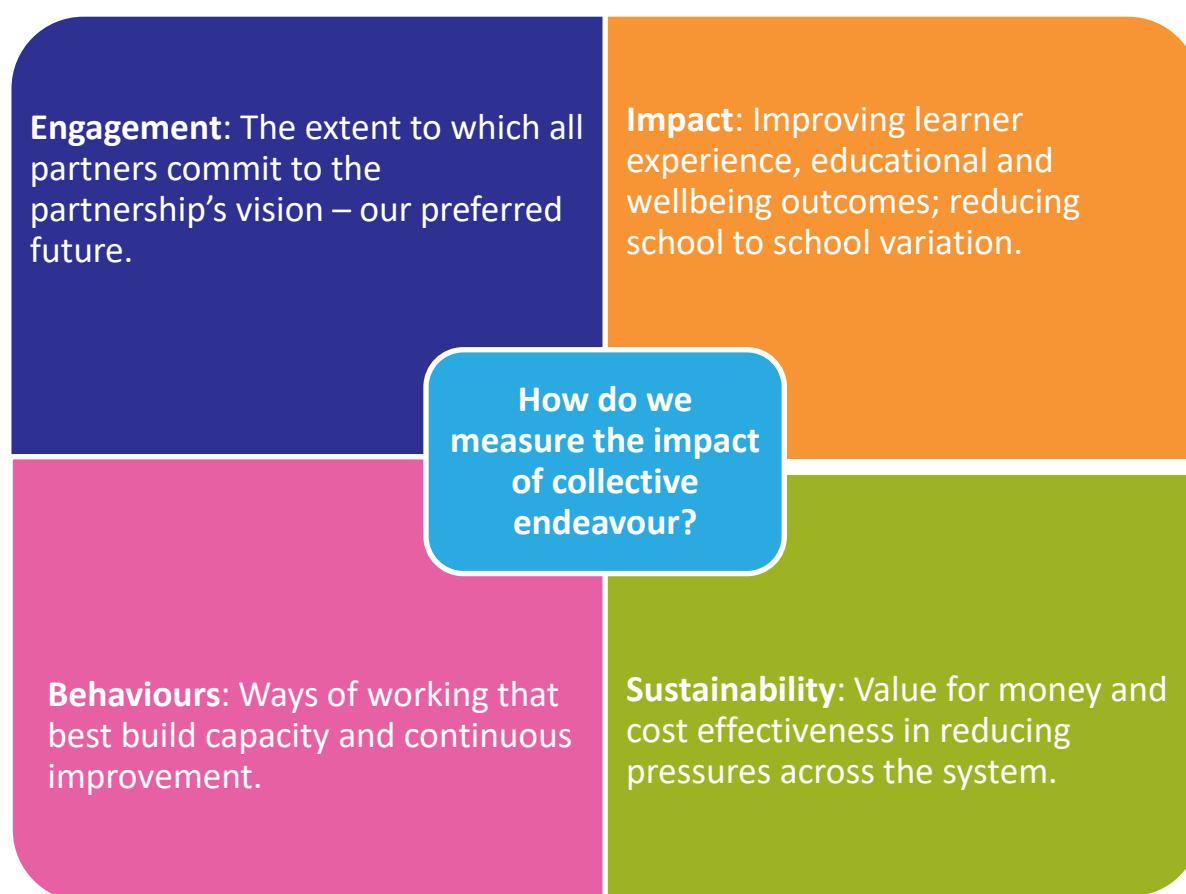 Engagement: The extent to which all
partners commit to the
partnership’s vision – our preferred
future.
Impact: Improving learner
experience, educational and
wellbeing outcomes; reducing
school to school variation.
How do we
measure the impact
of collective
endeavour?
Behaviours: Ways of working that
best build capacity and continuous
improvement.
Sustainability: Value for money and
cost effectiveness in reducing
pressures across the system.